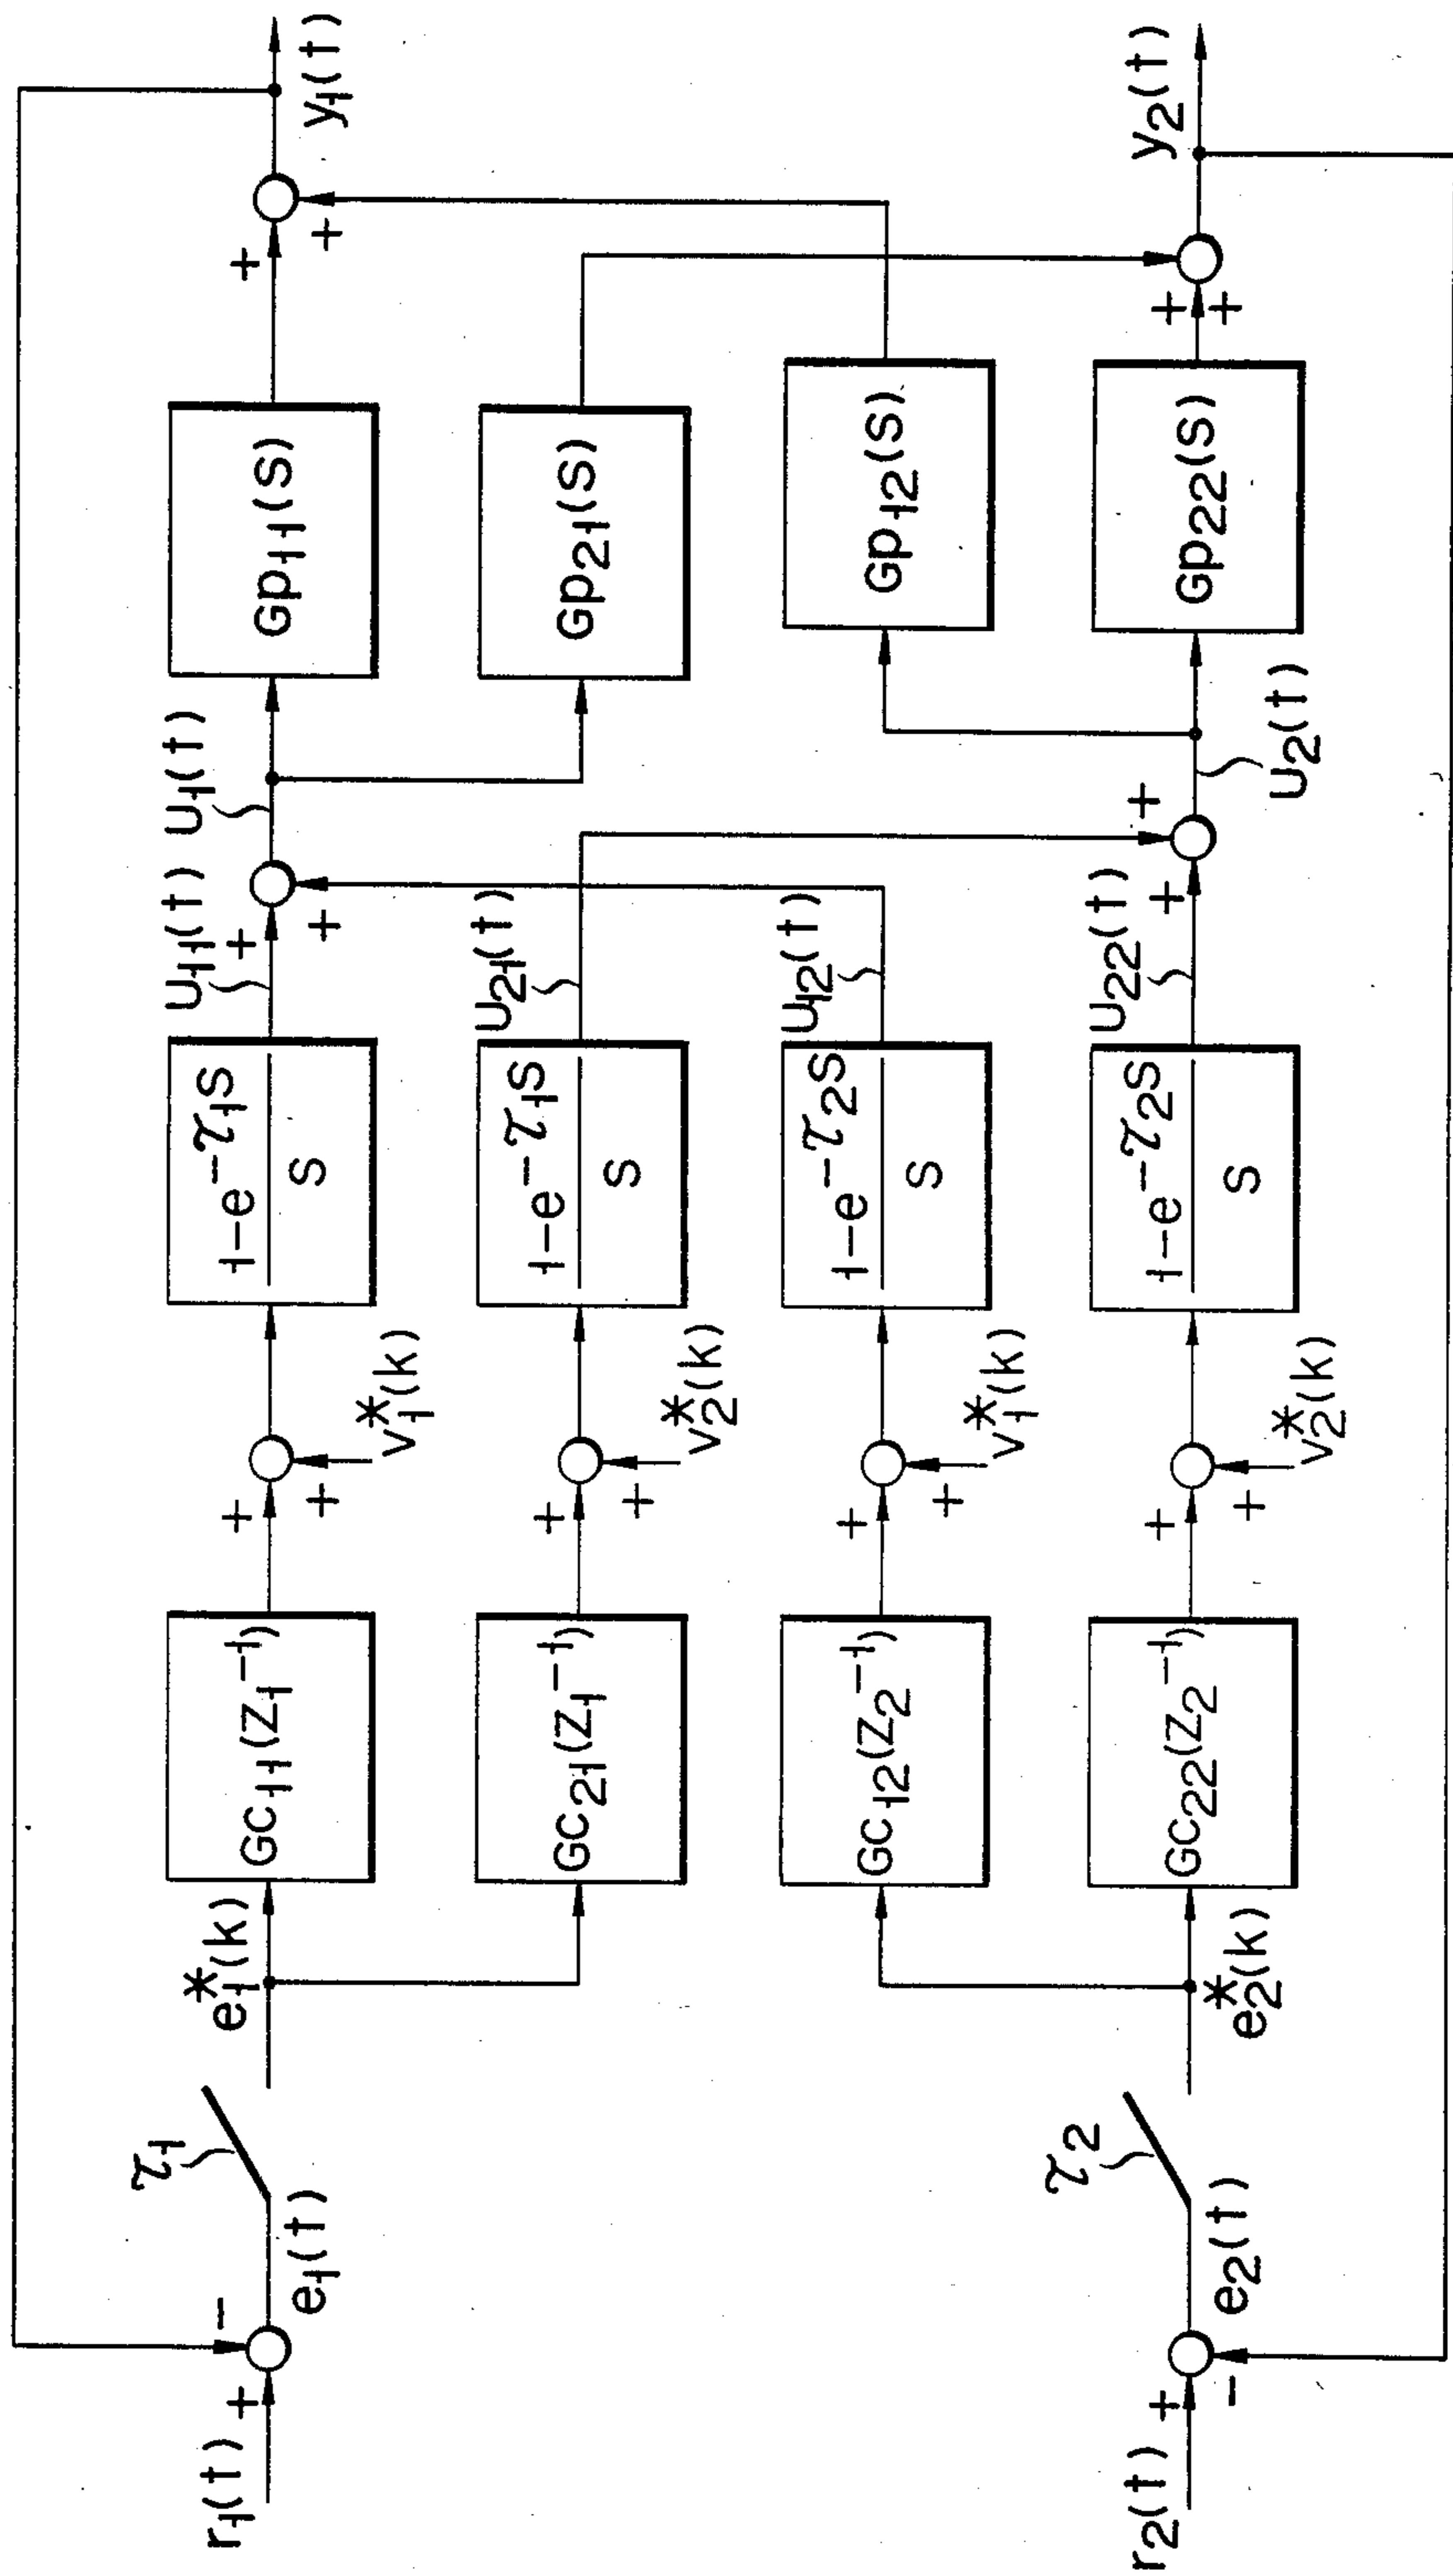 r1(t)
+
-
e1(t)
τ1
e1*(k)
GC11(Z1^-1)
+
+
v1*(k)
1-e^-τ1S
S
U11(t)
+
+
U1(t)
Gp11(S)
+
+
y1(t)
GC21(Z1^-1)
+
+
v2*(k)
1-e^-τ1S
S
U21(t)
Gp21(S)
GC12(Z2^-1)
+
+
v1*(k)
1-e^-τ2S
S
U12(t)
Gp12(S)
r2(t)
+
-
e2(t)
τ2
e2*(k)
GC22(Z2^-1)
+
+
v2*(k)
1-e^-τ2S
S
U22(t)
+
+
U2(t)
Gp22(S)
+
+
y2(t)